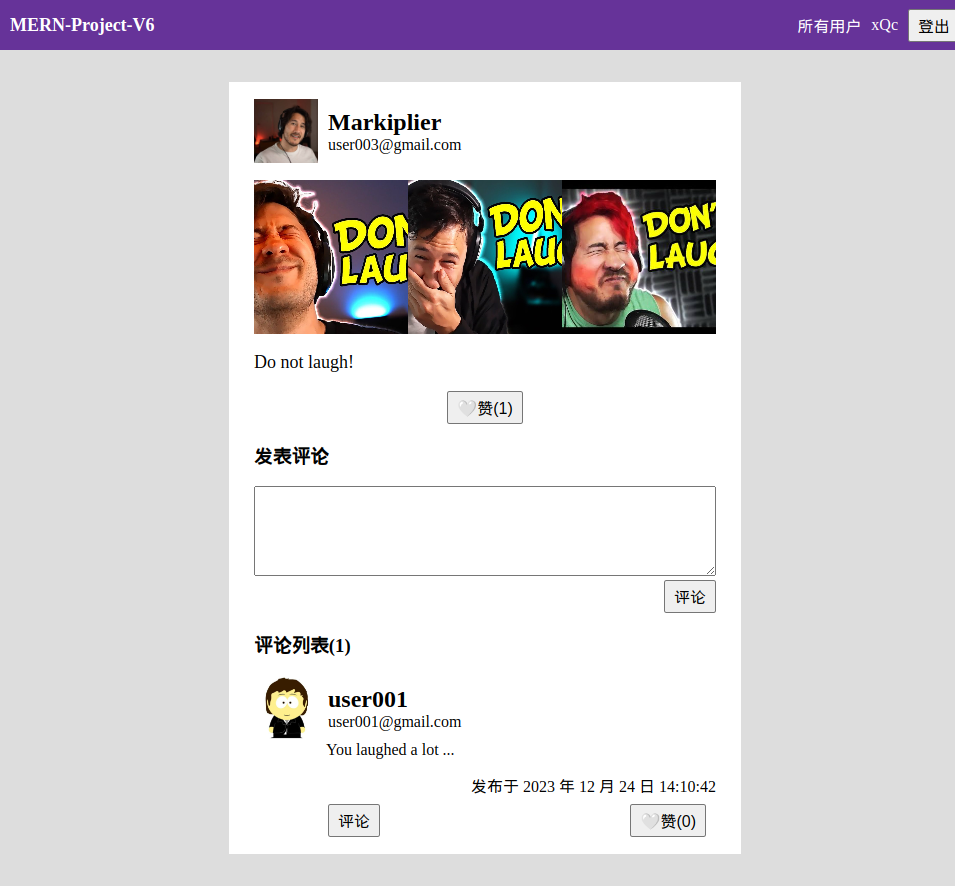 MERN-Project-V6
所有用户 xQc 登出
Markiplier
user003@gmail.com
DON
LAU
DON
LAUG
DON'
LAUG
Do not laugh!
🤍赞(1)
发表评论
评论
评论列表(1)
user001
user001@gmail.com
You laughed a lot ...
发布于 2023 年 12 月 24 日 14:10:42
评论 🤍赞(0)